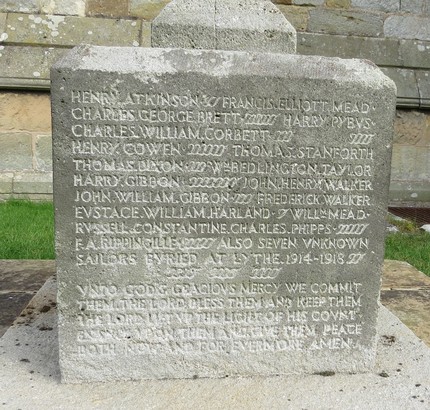 HENRY.ATKINSON FRANCIS.ELLIOTT.MEAD.
CHARLES.GEORGE.BRETT HARRY.PYBVS.
CHARLES.WILLIAM.CORBETT.
HENRY.COWEN THOMAS.STANFORTH
THOMAS.DIXON Wᴹ BEDLINGTON.TAYLOR
HARRY.GIBBON JOHN.HENRY.WALKER
JOHN.WILLIAM.GIBBON FREDERICK.WALKER
EVSTACE.WILLIAM.HARLAND WILLᴹ MEAD
RVSSELL.CONSTANTINE.CHARLES.PHIPPS
F.A.RIPPINGILLE ALSO SEVEN VNKNOWN
SAILORS BVRIED AT LYTHE.1914-1918
VNTO GOD'S GRACIOVS MERCY WE COMMIT
THEM.THE LORD BLESS THEM AND KEEP THEM
THE LORD LIFT VP THE LIGHT OF HIS COVNT
VPON THEM AND GIVE THEM PEACE
BOTH NOW AND FOR EVERMORE AMEN